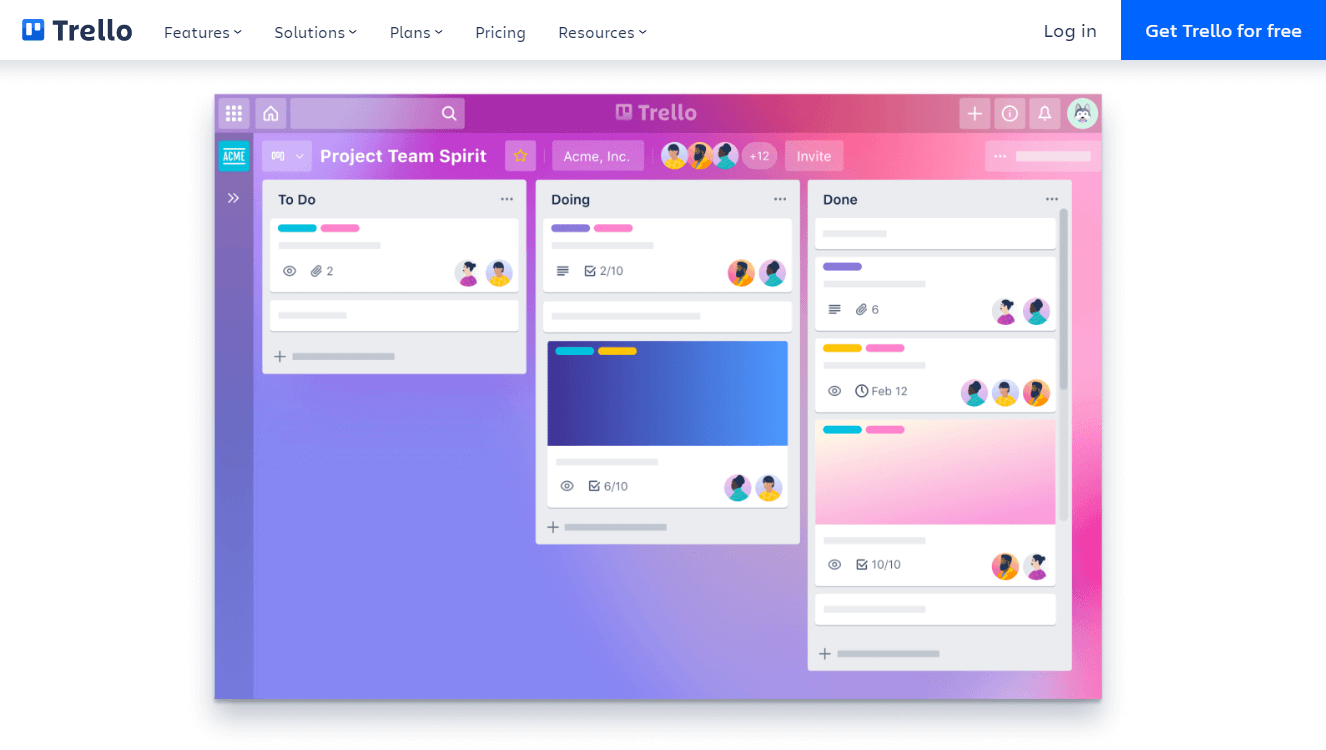 Trello
Features
Solutions
Plans
Pricing
Resources
Log in
Get Trello for free
Trello
ACME
Project Team Spirit
Acme, Inc.
+12
Invite
To Do
2
Doing
2/10
6/10
Done
6
Feb 12
10/10